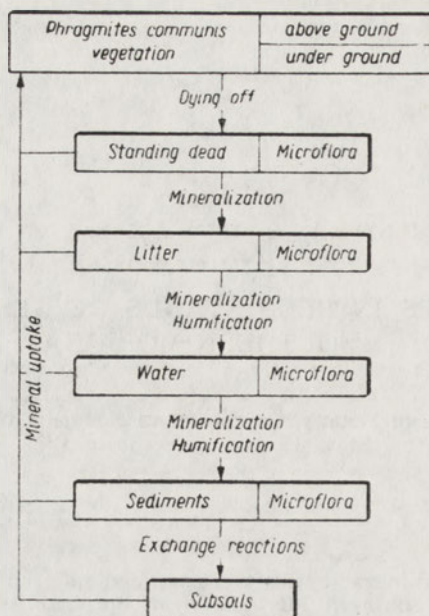 Phragmites communis
vegetation
above ground
under ground
Dying off
Standing dead
Microflora
Mineralization
Litter
Microflora
Mineralization
Humification
Water
Microflora
Mineralization
Humification
Sediments
Microflora
Exchange reactions
Subsoils
Mineral uptake